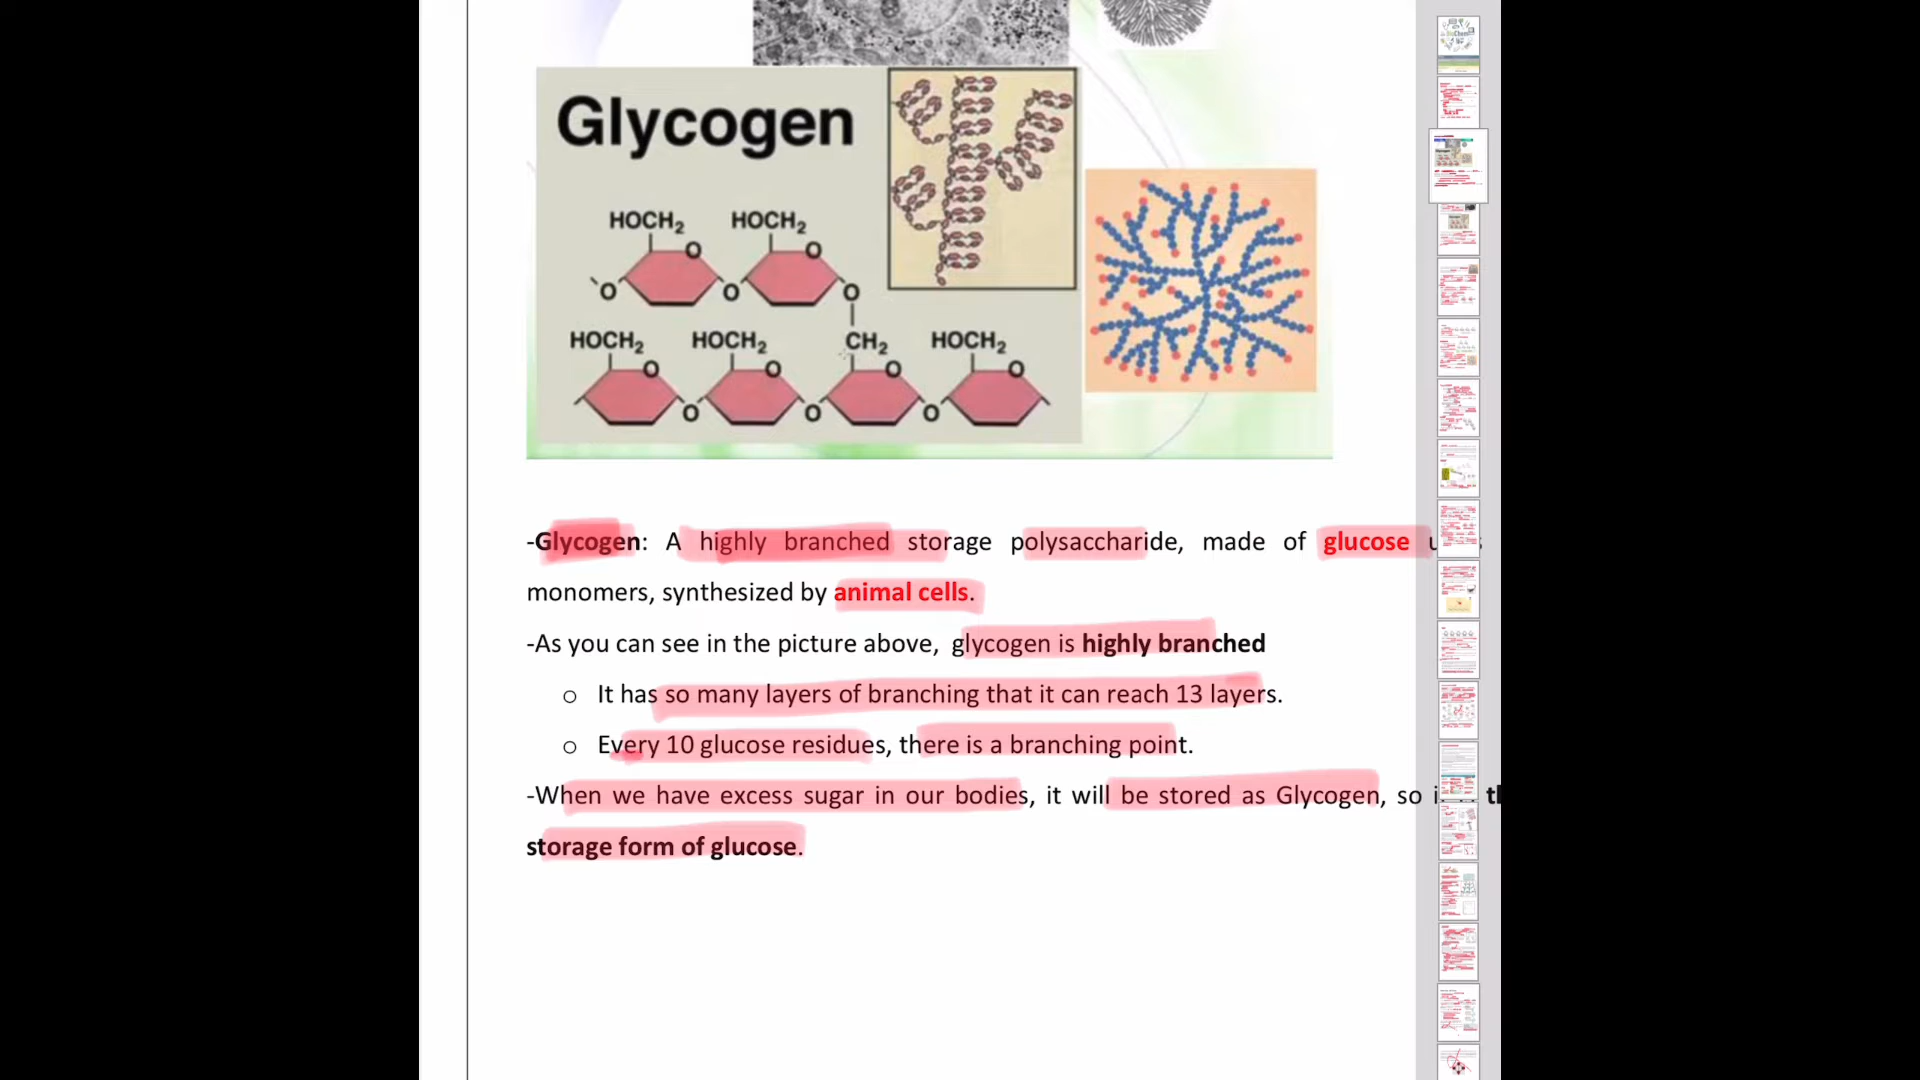 Glycogen
HOCH2 HOCH2
O O
O O O
HOCH2 HOCH2 CH2 HOCH2
O O O O
O O O
-Glycogen: A highly branched storage polysaccharide, made of glucose
monomers, synthesized by animal cells.
-As you can see in the picture above, glycogen is highly branched
o It has so many layers of branching that it can reach 13 layers.
o Every 10 glucose residues, there is a branching point.
-When we have excess sugar in our bodies, it will be stored as Glycogen, so
storage form of glucose.